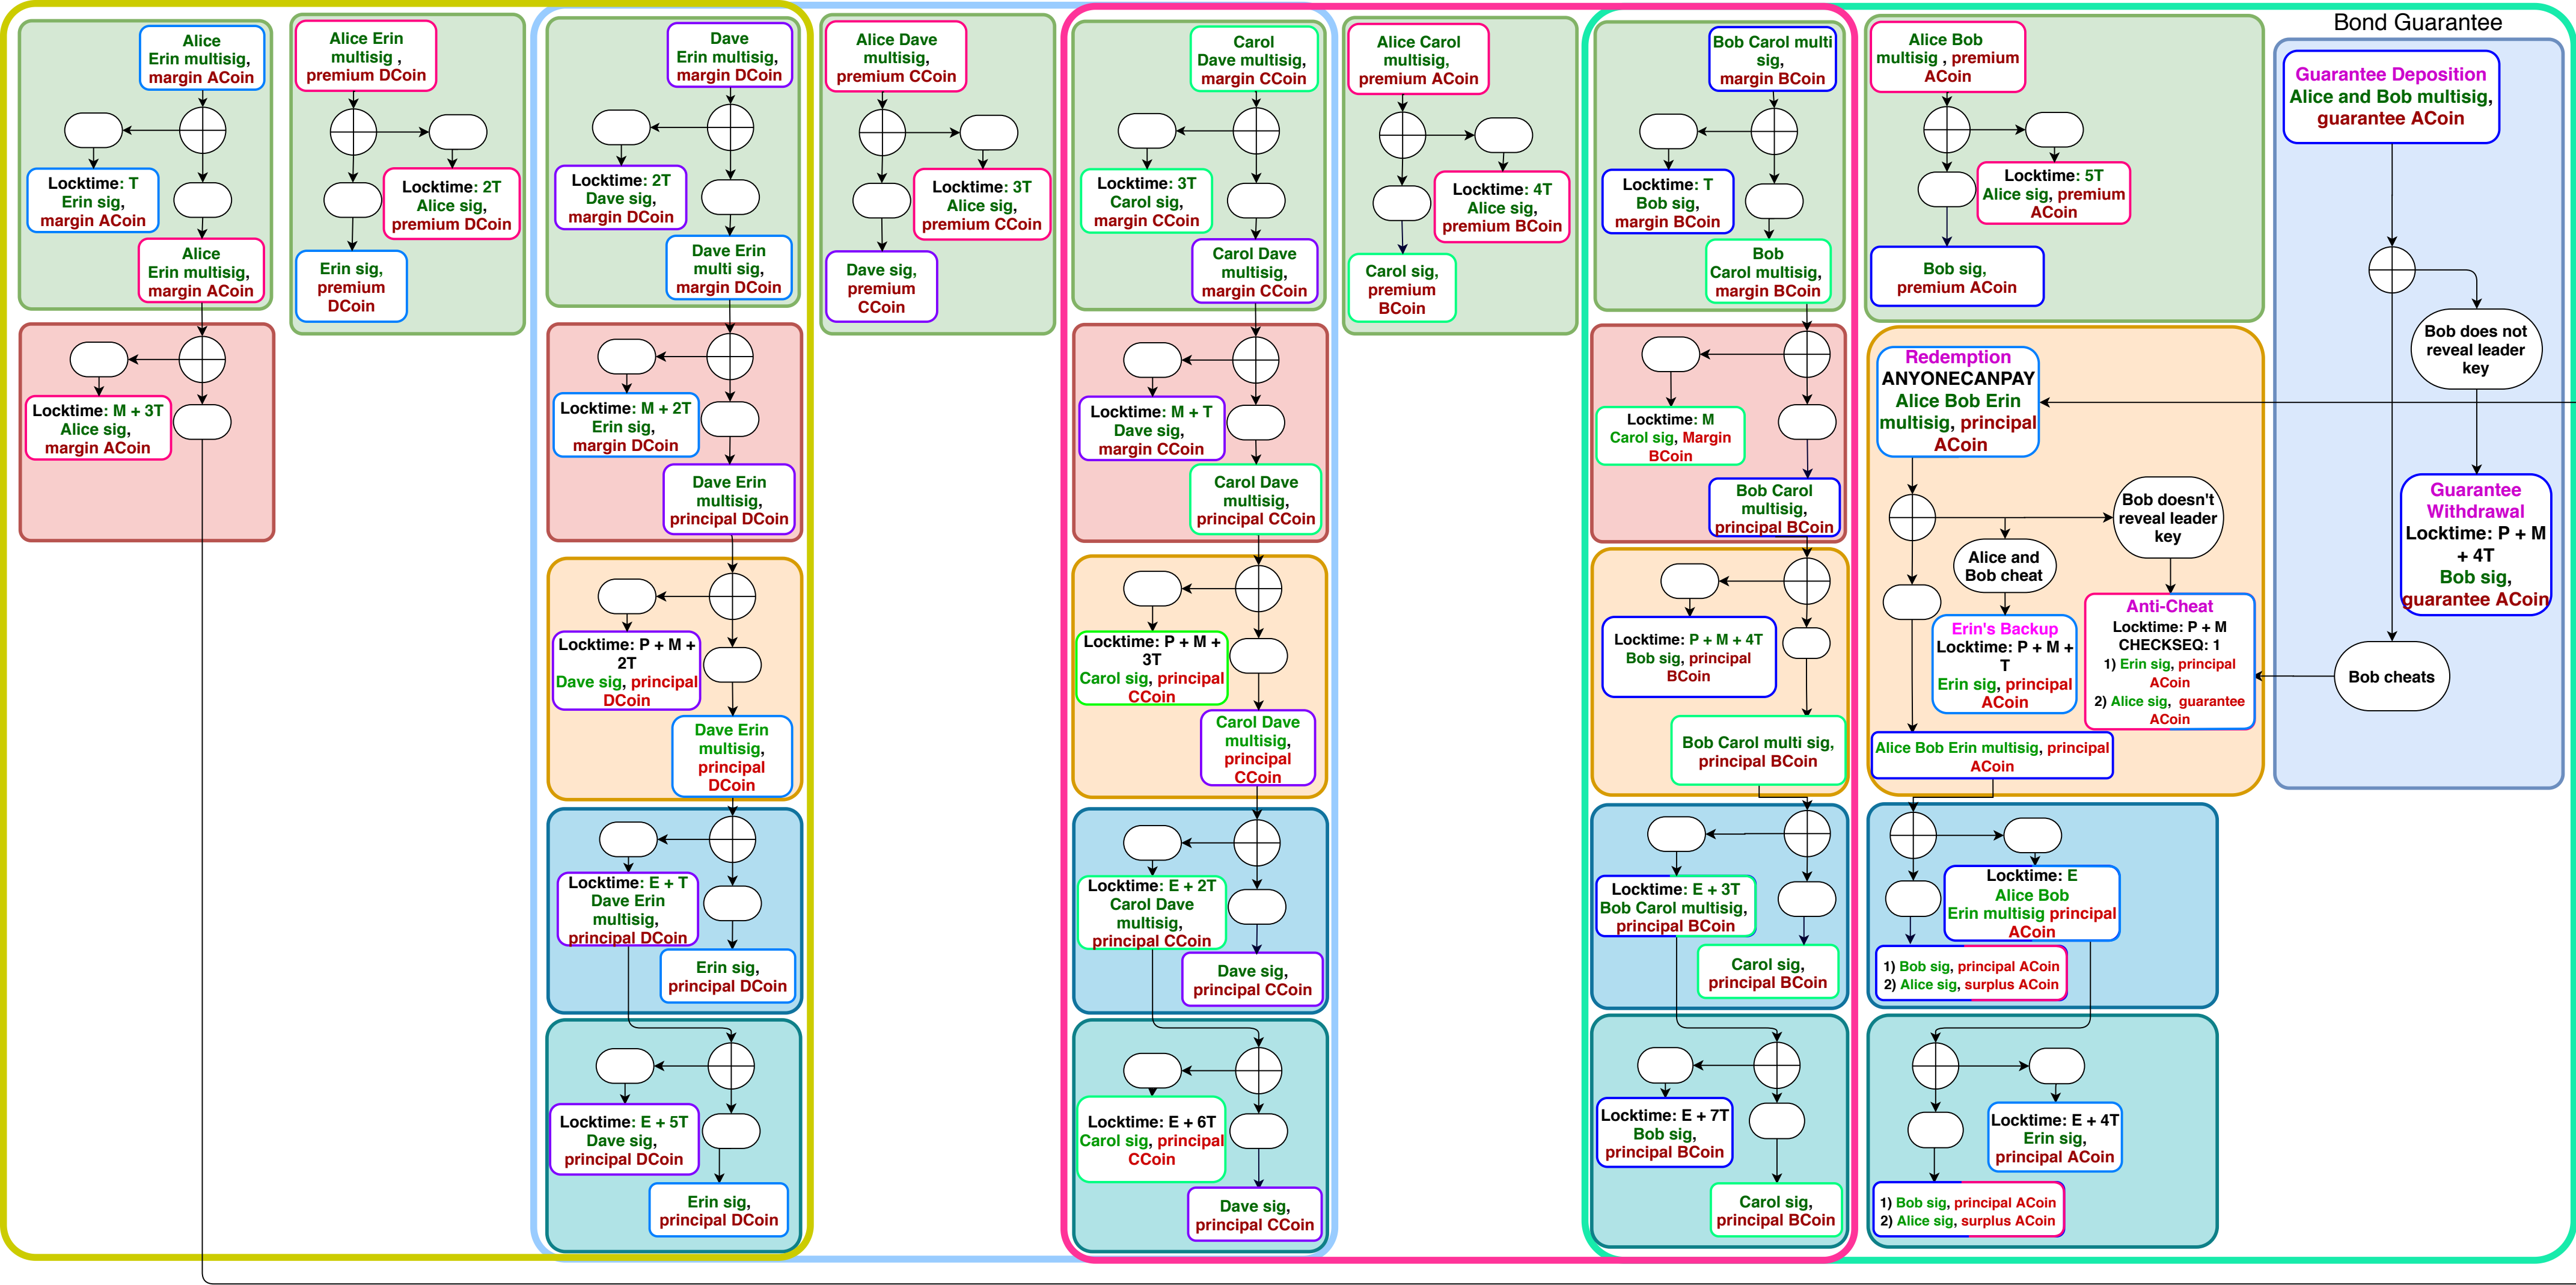 Bond Guarantee
Alice
Erin multisig,
margin ACoin
Locktime: T
Erin sig,
margin ACoin
Alice
Erin multisig,
margin ACoin
Locktime: M + 3T
Alice sig,
margin ACoin
Alice Erin
multisig ,
premium DCoin
Locktime: 2T
Alice sig,
premium DCoin
Erin sig,
premium
DCoin
Dave
Erin multisig,
margin DCoin
Locktime: 2T
Dave sig,
margin DCoin
Dave Erin
multi sig,
margin DCoin
Locktime: M + 2T
Erin sig,
margin DCoin
Dave Erin
multisig,
principal DCoin
Locktime: P + M +
2T
Dave sig, principal
DCoin
Dave Erin
multisig,
principal
DCoin
Locktime: E + T
Dave Erin
multisig,
principal DCoin
Erin sig,
principal DCoin
Locktime: E + 5T
Dave sig,
principal DCoin
Erin sig,
principal DCoin
Alice Dave
multisig,
premium CCoin
Locktime: 3T
Alice sig,
premium CCoin
Dave sig,
premium
CCoin
Carol
Dave multisig,
margin CCoin
Locktime: 3T
Carol sig,
margin CCoin
Carol Dave
multisig,
margin CCoin
Locktime: M + T
Dave sig,
margin CCoin
Carol Dave
multisig,
principal CCoin
Locktime: P + M +
3T
Carol sig, principal
CCoin
Carol Dave
multisig,
principal
CCoin
Locktime: E + 2T
Carol Dave
multisig,
principal CCoin
Dave sig,
principal CCoin
Locktime: E + 6T
Carol sig, principal
CCoin
Dave sig,
principal CCoin
Alice Carol
multisig,
premium ACoin
Locktime: 4T
Alice sig,
premium BCoin
Carol sig,
premium
BCoin
Bob Carol multi
sig,
margin BCoin
Locktime: T
Bob sig,
margin BCoin
Bob
Carol multisig,
margin BCoin
Locktime: M
Carol sig, Margin
BCoin
Bob Carol
multisig,
principal BCoin
Locktime: P + M + 4T
Bob sig, principal
BCoin
Bob Carol multi sig,
principal BCoin
Locktime: E + 3T
Bob Carol multisig,
principal BCoin
Carol sig,
principal BCoin
Locktime: E + 7T
Bob sig,
principal BCoin
Carol sig,
principal BCoin
Alice Bob
multisig , premium
ACoin
Locktime: 5T
Alice sig, premium
ACoin
Bob sig,
premium ACoin
Redemption
ANYONECANPAY
Alice Bob Erin
multisig, principal
ACoin
Bob doesn't
reveal leader
key
Alice and
Bob cheat
Erin's Backup
Locktime: P + M +
T
Erin sig, principal
ACoin
Anti-Cheat
Locktime: P + M
CHECKSEQ: 1
1) Erin sig, principal
ACoin
2) Alice sig, guarantee
ACoin
Alice Bob Erin multisig, principal
ACoin
Locktime: E
Alice Bob
Erin multisig principal
ACoin
1) Bob sig, principal ACoin
2) Alice sig, surplus ACoin
Locktime: E + 4T
Erin sig,
principal ACoin
1) Bob sig, principal ACoin
2) Alice sig, surplus ACoin
Guarantee Deposition
Alice and Bob multisig,
guarantee ACoin
Bob does not
reveal leader
key
Guarantee
Withdrawal
Locktime: P + M
+ 4T
Bob sig,
guarantee ACoin
Bob cheats